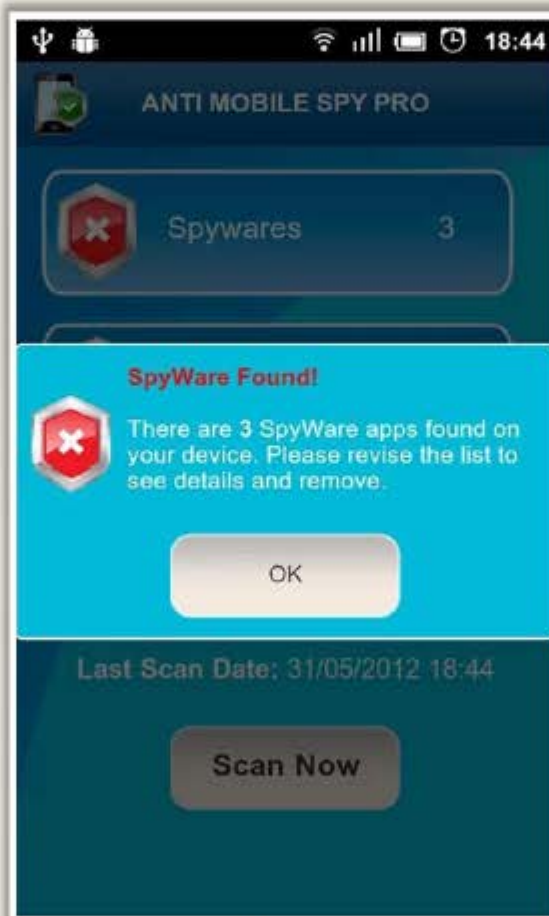 18:44
ANTI MOBILE SPY PRO
Spywares 3
SpyWare Found!
There are 3 SpyWare apps found on
your device. Please revise the list to
see details and remove.
OK
Last Scan Date: 31/05/2012 18:44
Scan Now